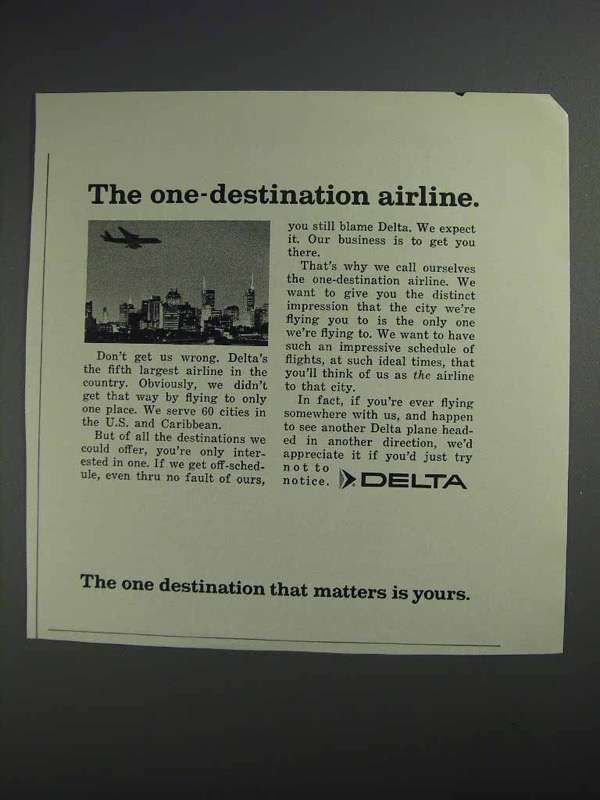 The one-destination airline.
Don't get us wrong. Delta's
the fifth largest airline in the
country. Obviously, we didn't
get that way by flying to only
one place. We serve 60 cities in
the U.S. and Caribbean.
But of all the destinations we
could offer, you're only inter-
ested in one. If we get off-sched-
ule, even thru no fault of ours,
you still blame Delta. We expect
it. Our business is to get you
there.
That's why we call ourselves
the one-destination airline. We
want to give you the distinct
impression that the city we're
flying you to is the only one
we're flying to. We want to have
such an impressive schedule of
flights, at such ideal times, that
you'll think of us as the airline
to that city.
In fact, if you're ever flying
somewhere with us, and happen
to see another Delta plane head-
ed in another direction, we'd
appreciate it if you'd just try
not to
notice.
DELTA
The one destination that matters is yours.